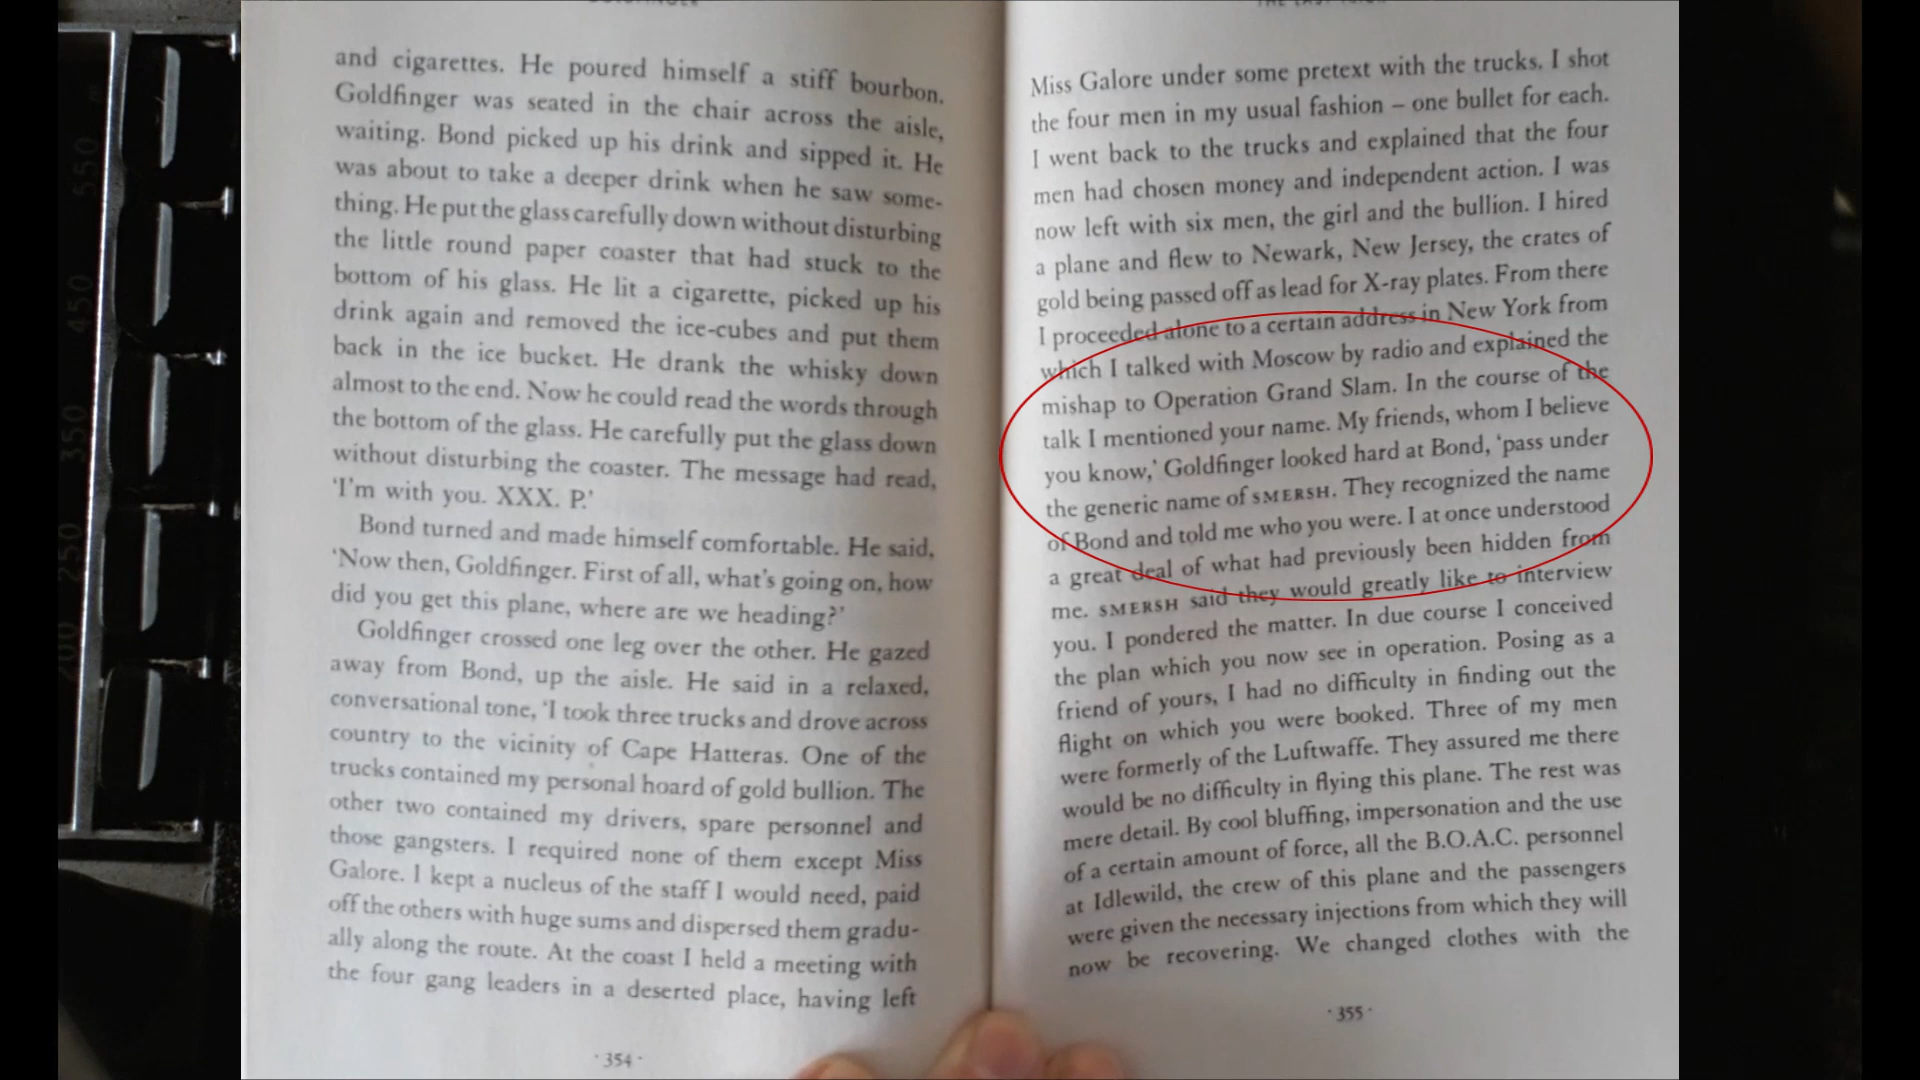 and cigarettes. He poured himself a stiff bourbon.
Goldfinger was seated in the chair across the aisle,
waiting. Bond picked up his drink and sipped it. He
was about to take a deeper drink when he saw some-
thing. He put the glass carefully down without disturbing
the little round paper coaster that had stuck to the
bottom of his glass. He lit a cigarette, picked up his
drink again and removed the ice-cubes and put them
back in the ice bucket. He drank the whisky down
almost to the end. Now he could read the words through
the bottom of the glass. He carefully put the glass down
without disturbing the coaster. The message had read,
‘I’m with you. XXX. P.’
Bond turned and made himself comfortable. He said,
‘Now then, Goldfinger. First of all, what’s going on, how
did you get this plane, where are we heading?’
Goldfinger crossed one leg over the other. He gazed
away from Bond, up the aisle. He said in a relaxed,
conversational tone, ‘I took three trucks and drove across
country to the vicinity of Cape Hatteras. One of the
trucks contained my personal hoard of gold bullion. The
other two contained my drivers, spare personnel and
those gangsters. I required none of them except Miss
Galore. I kept a nucleus of the staff I would need, paid
off the others with huge sums and dispersed them gradu-
ally along the route. At the coast I held a meeting with
the four gang leaders in a deserted place, having left
· 354 ·
Miss Galore under some pretext with the trucks. I shot
the four men in my usual fashion – one bullet for each.
I went back to the trucks and explained that the four
men had chosen money and independent action. I was
now left with six men, the girl and the bullion. I hired
a plane and flew to Newark, New Jersey, the crates of
gold being passed off as lead for X-ray plates. From there
I proceeded alone to a certain address in New York from
which I talked with Moscow by radio and explained the
mishap to Operation Grand Slam. In the course of the
talk I mentioned your name. My friends, whom I believe
you know,’ Goldfinger looked hard at Bond, ‘pass under
the generic name of SMERSH. They recognized the name
of Bond and told me who you were. I at once understood
a great deal of what had previously been hidden from
me. SMERSH said they would greatly like to interview
you. I pondered the matter. In due course I conceived
the plan which you now see in operation. Posing as a
friend of yours, I had no difficulty in finding out the
flight on which you were booked. Three of my men
were formerly of the Luftwaffe. They assured me there
would be no difficulty in flying this plane. The rest was
mere detail. By cool bluffing, impersonation and the use
of a certain amount of force, all the B.O.A.C. personnel
at Idlewild, the crew of this plane and the passengers
were given the necessary injections from which they will
now be recovering. We changed clothes with the
· 355 ·
550
450
350
250
200